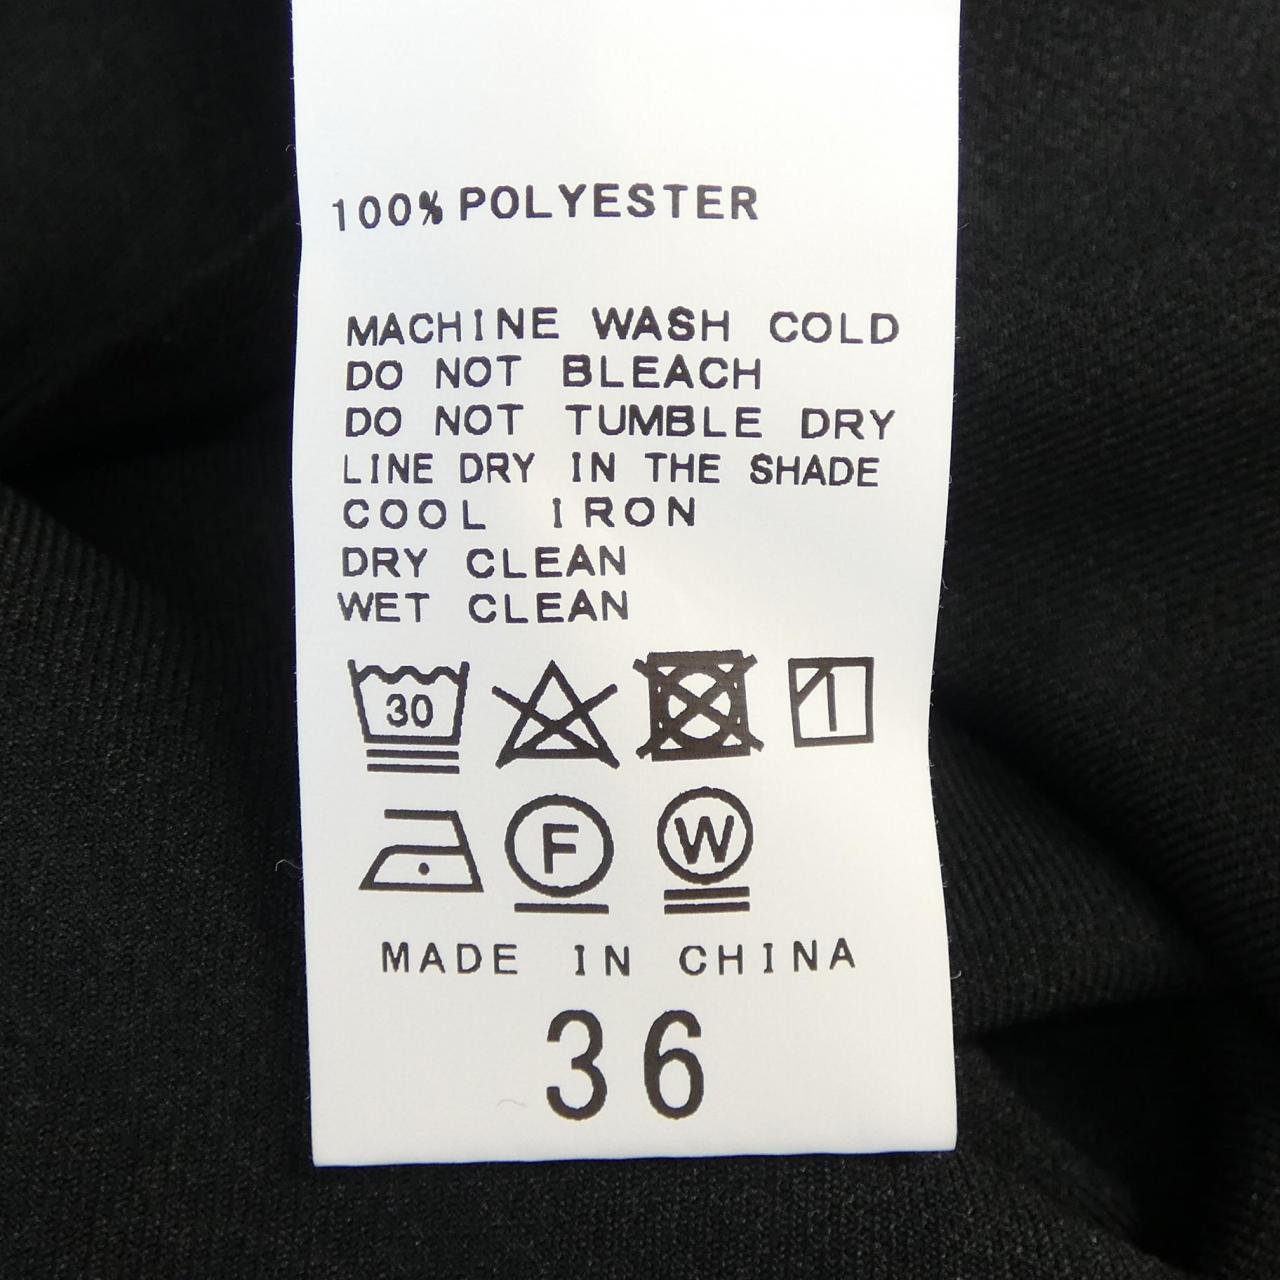 100% POLYESTER
MACHINE WASH COLD
DO NOT BLEACH
DO NOT TUMBLE DRY
LINE DRY IN THE SHADE
COOL IRON
DRY CLEAN
WET CLEAN
30
F W
MADE IN CHINA
36